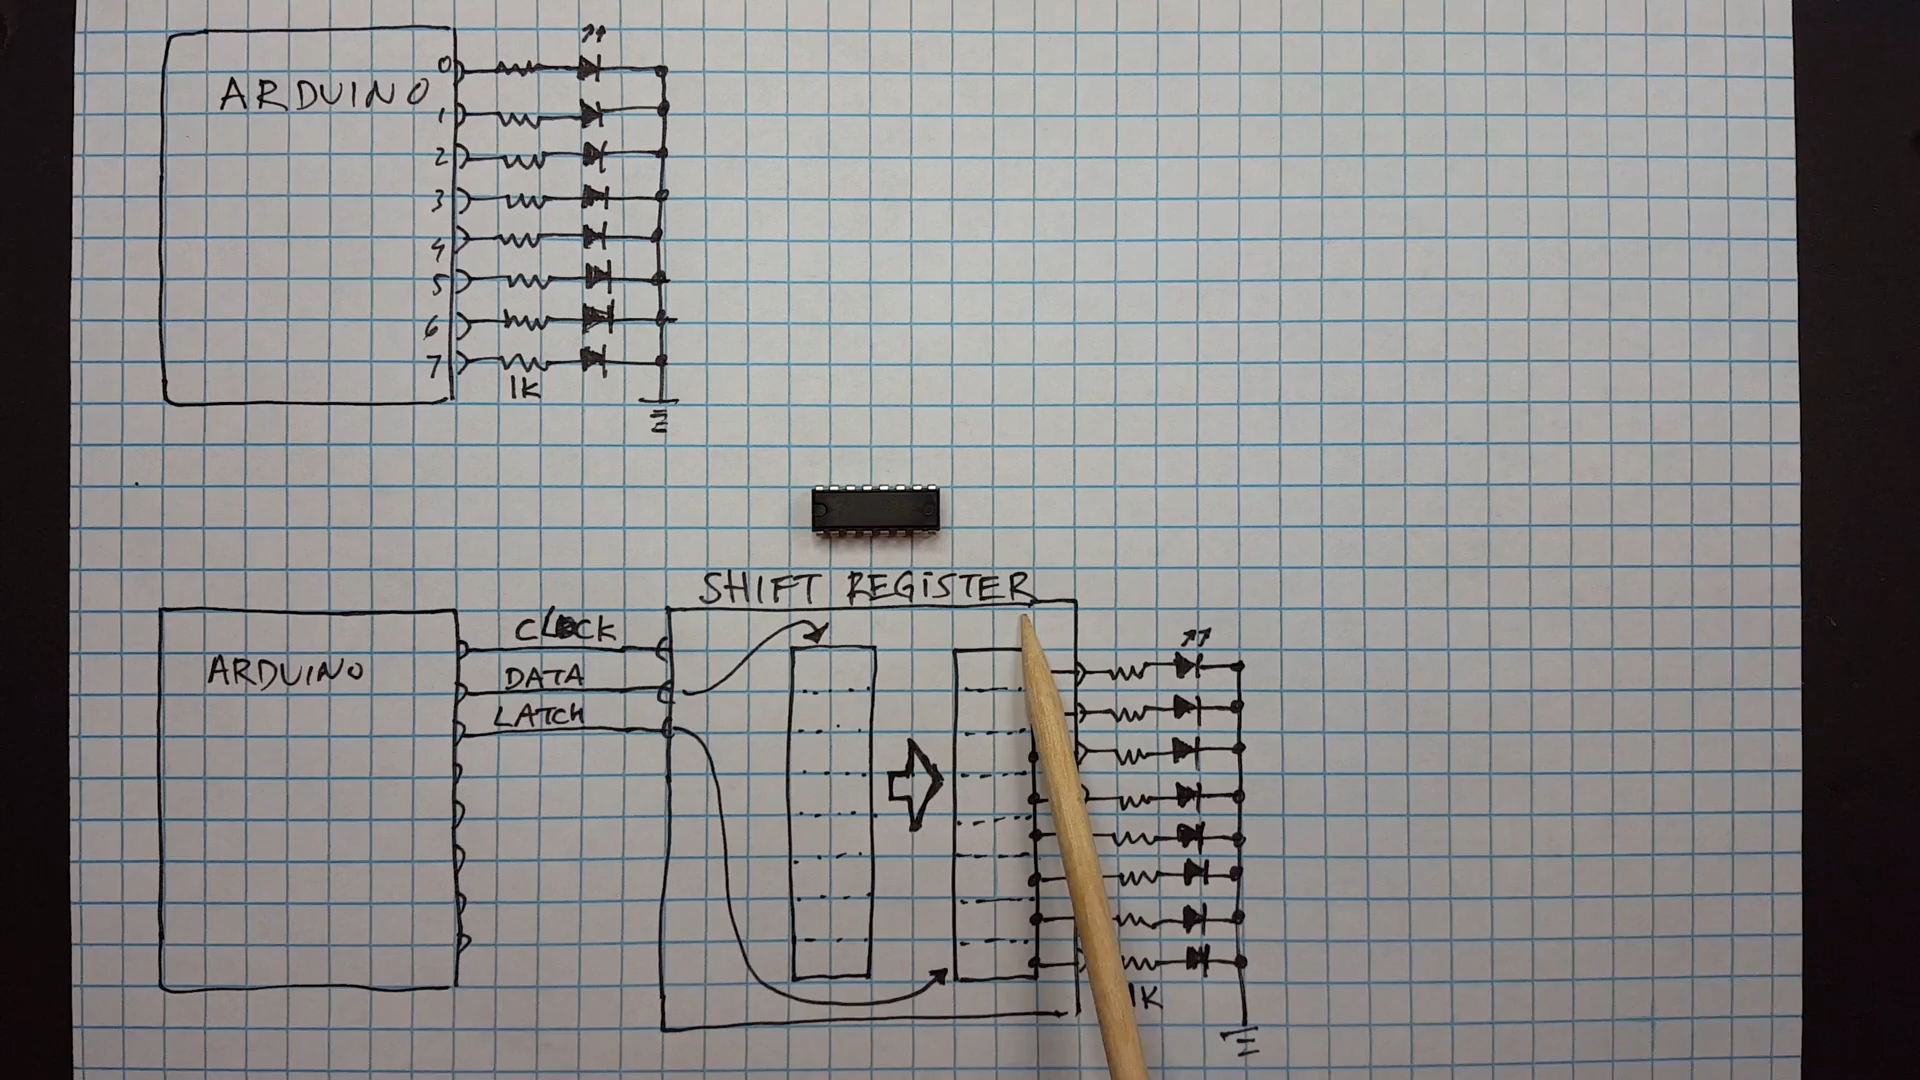 0
ARDUINO
1
2
3
4
5
6
7
1K
SHIFT REGISTER
CLOCK
ARDUINO
DATA
LATCH
1K